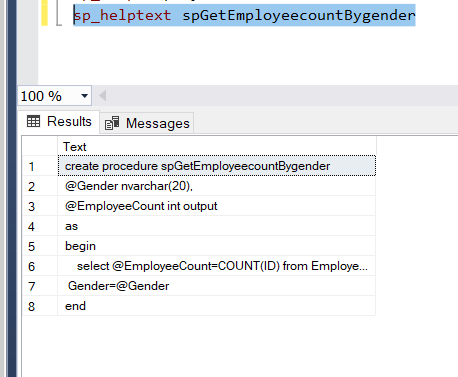 sp_helptext spGetEmployeecountBygender
100 %
Results Messages
Text
1 create procedure spGetEmployeecountBygender
2 @Gender nvarchar(20),
3 @EmployeeCount int output
4 as
5 begin
6 select @EmployeeCount=COUNT(ID) from Employe...
7 Gender=@Gender
8 end